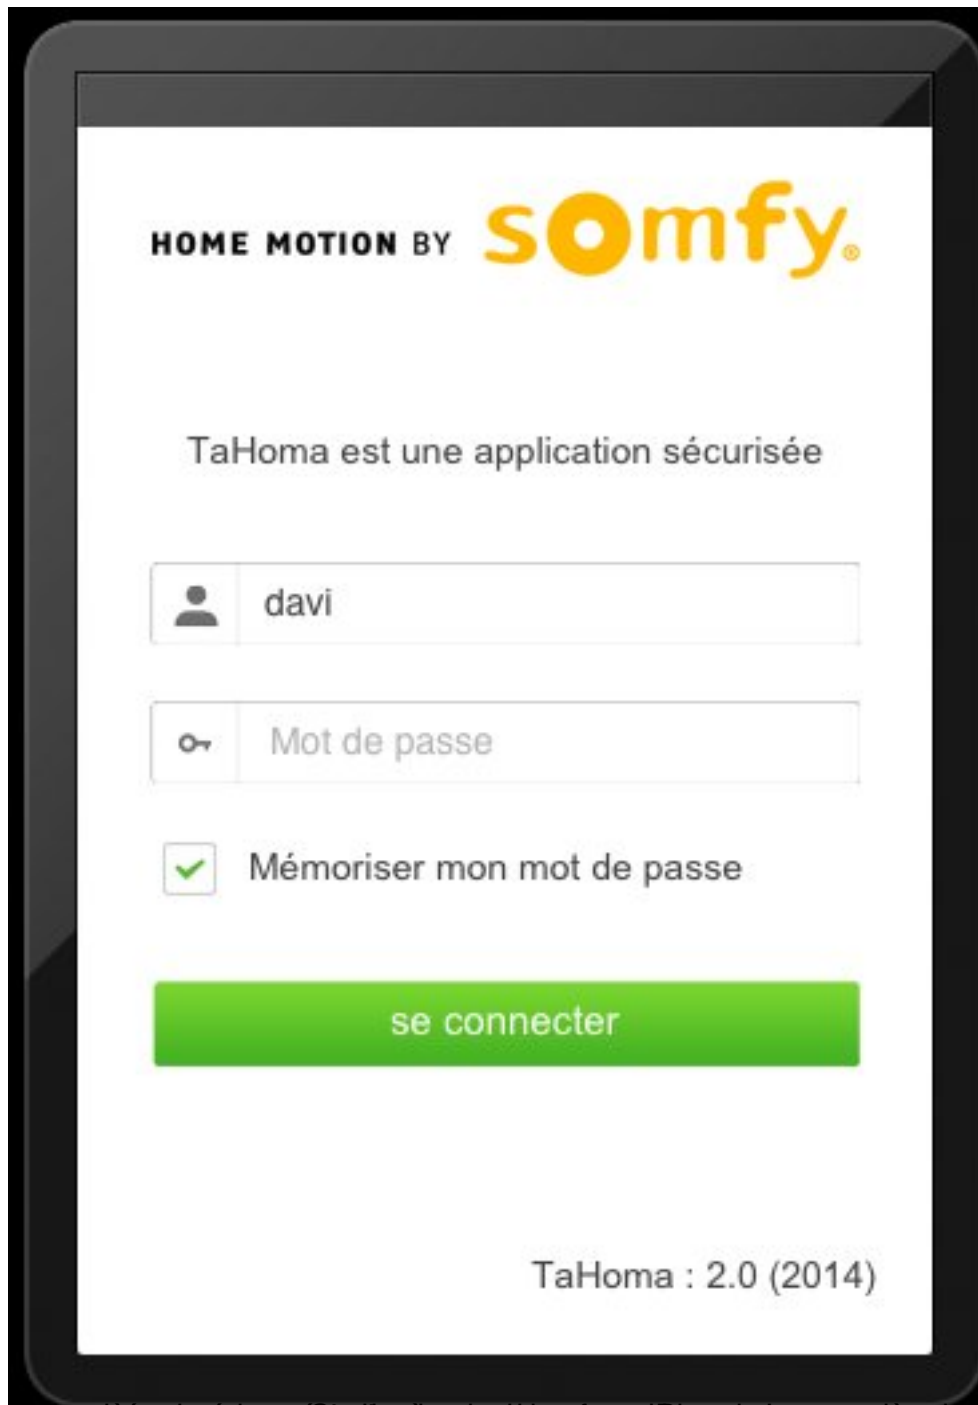 HOME MOTION BY somfy®
TaHoma est une application sécurisée
davi
Mot de passe
Mémoriser mon mot de passe
se connecter
TaHoma : 2.0 (2014)